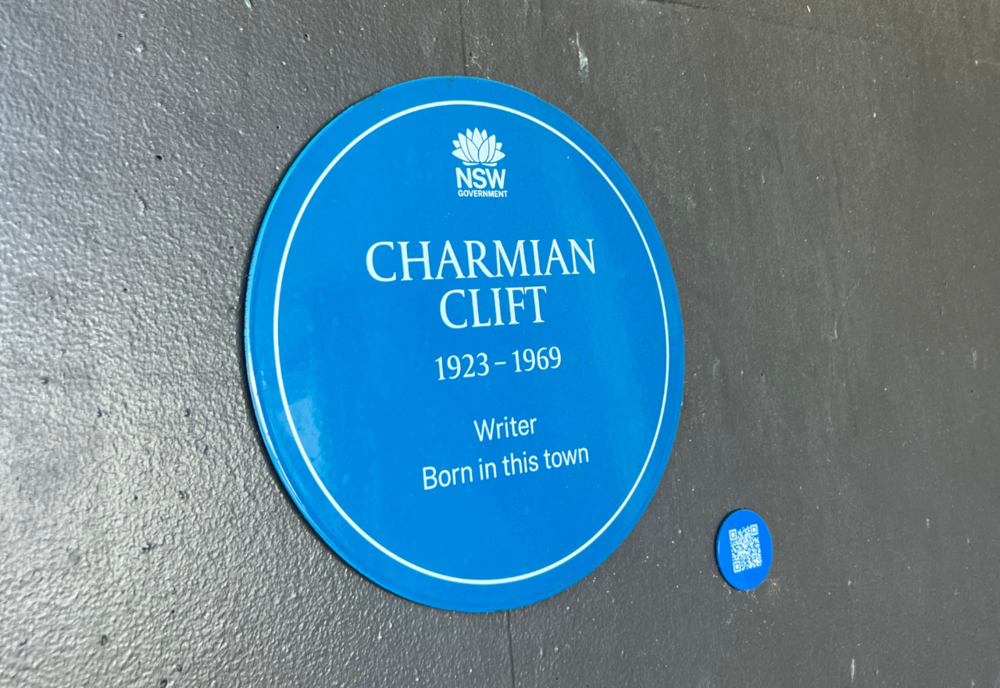 NSW
GOVERNMENT
CHARMIAN
CLIFT
1923 – 1969
Writer
Born in this town